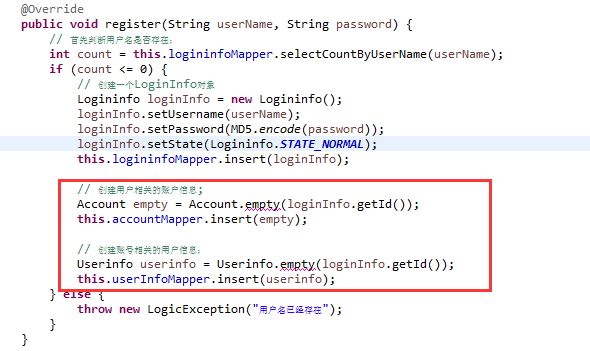 @Override
public void register(String userName, String password) {
// 首先判断用户名是否存在:
int count = this.logininfoMapper.selectCountByUserName(userName);
if (count <= 0) {
// 创建一个LoginInfo对象
Logininfo loginInfo = new Logininfo();
loginInfo.setUsername(userName);
loginInfo.setPassword(MD5.encode(password));
loginInfo.setState(Logininfo.STATE_NORMAL);
this.logininfoMapper.insert(loginInfo);
// 创建用户相关的账户信息;
Account empty = Account.empty(loginInfo.getId());
this.accountMapper.insert(empty);
// 创建账号相关的用户信息:
Userinfo userinfo = Userinfo.empty(loginInfo.getId());
this.userInfoMapper.insert(userinfo);
} else {
throw new LogicException("用户名已经存在");
}
}